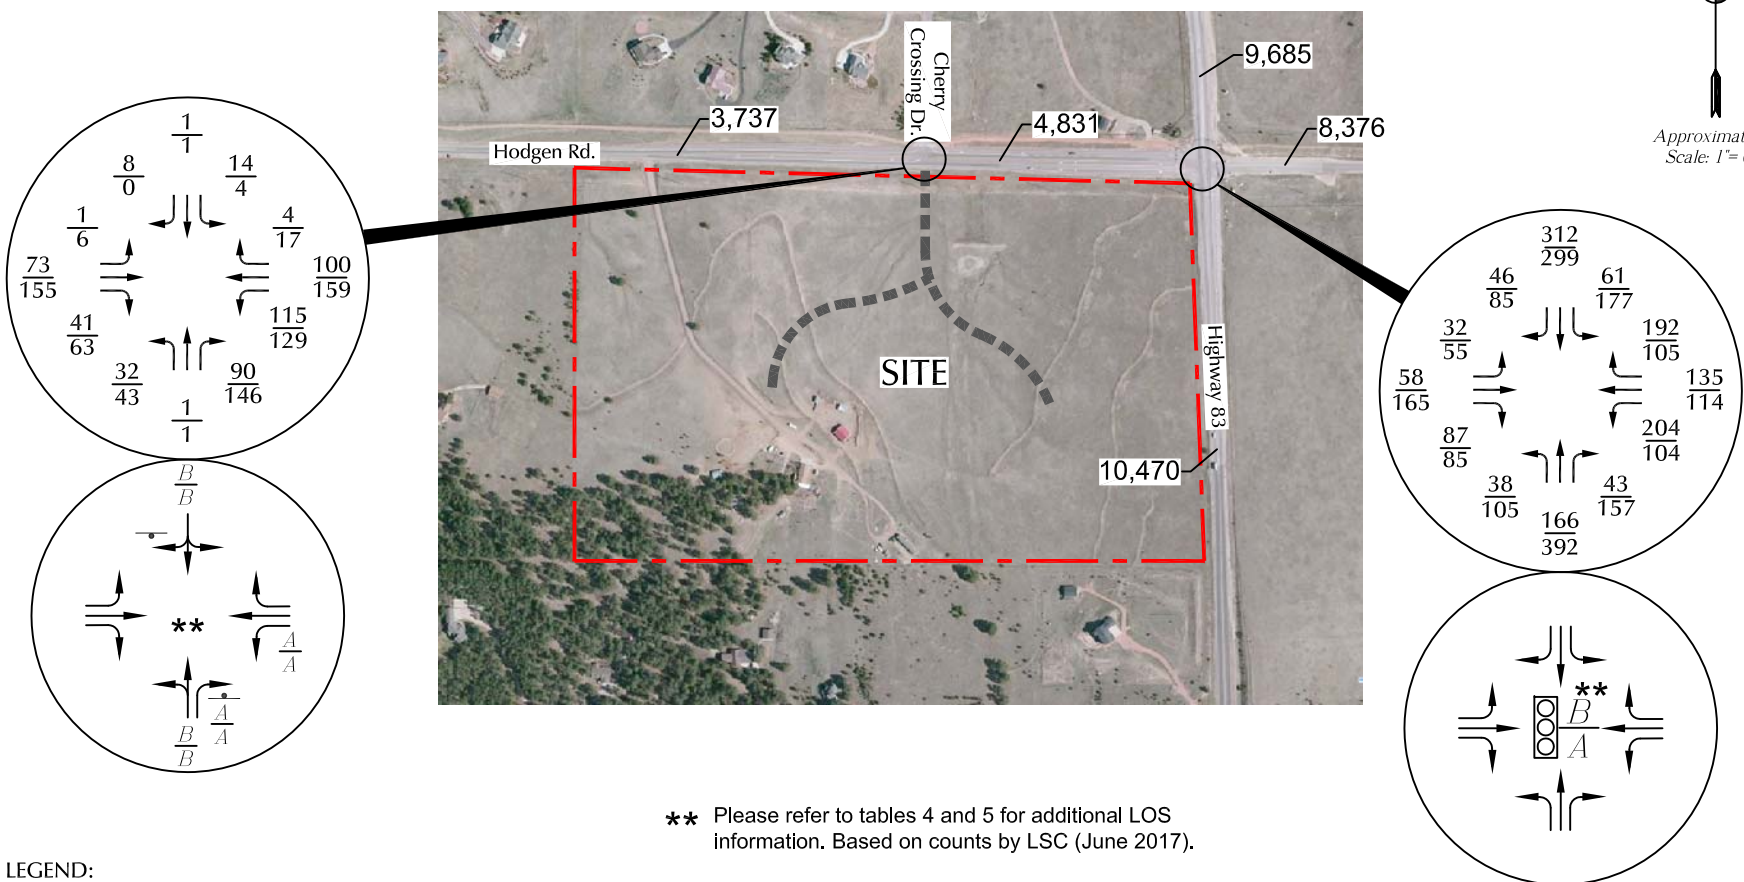 9,685
3,737
4,831
8,376
Cherry
Crossing Dr.
Hodgen Rd.
Approximat
Scale: 1"=
1
1
8
0
14
4
1
6
4
17
73
155
100
159
41
63
115
129
32
43
90
146
1
1
312
299
46
85
61
177
32
55
192
105
58
165
135
114
87
85
204
104
38
105
43
157
166
392
SITE
Highway 83
10,470
B
B
**
A
A
A
A
B
B
**
B
A
** Please refer to tables 4 and 5 for additional LOS
information. Based on counts by LSC (June 2017).
LEGEND: